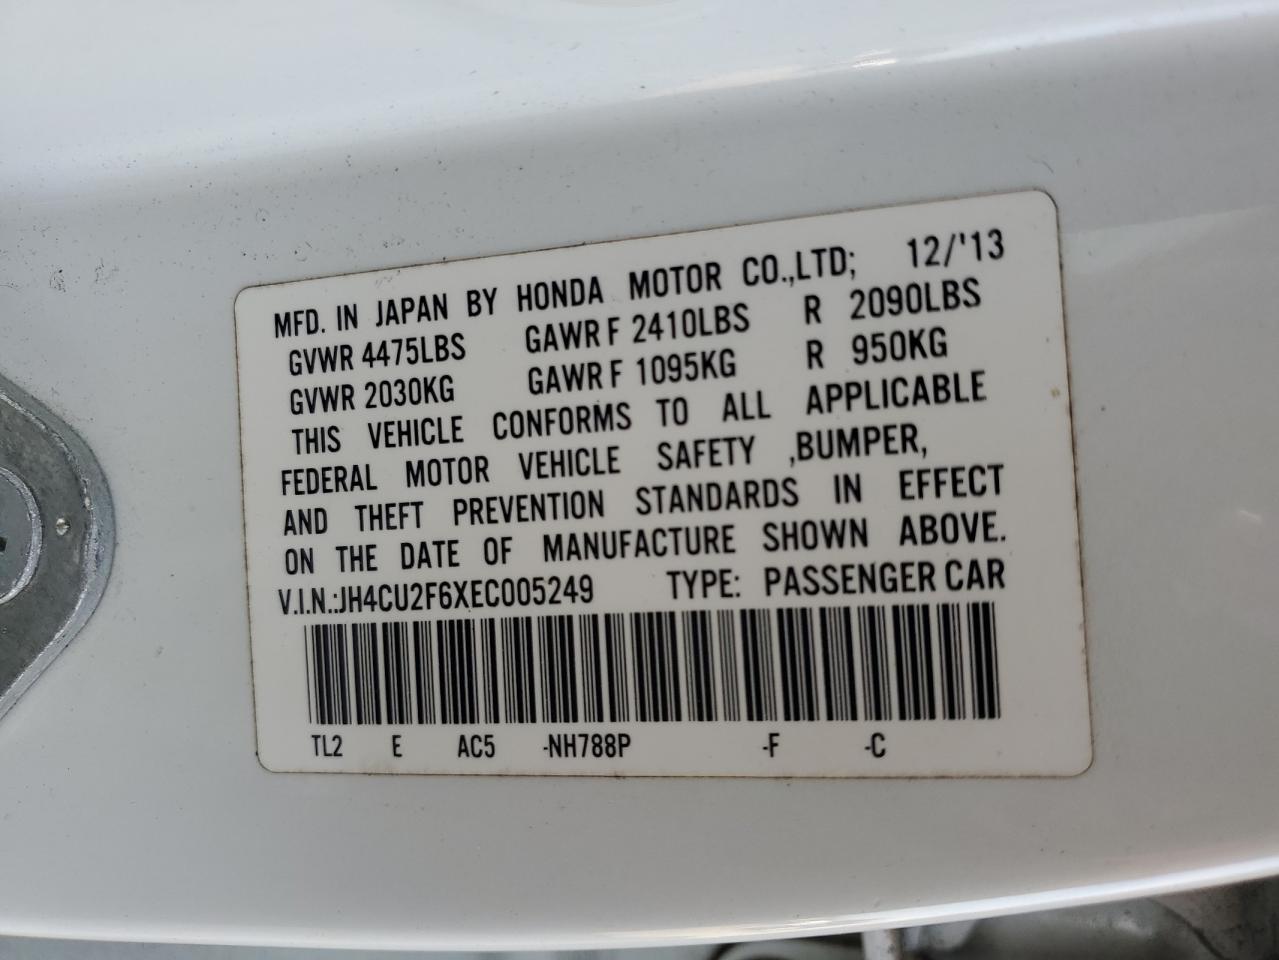 MFD. IN JAPAN BY HONDA MOTOR CO.,LTD; 12/'13
GVWR 4475LBS GAWR F 2410LBS R 2090LBS
GVWR 2030KG GAWR F 1095KG R 950KG
THIS VEHICLE CONFORMS TO ALL APPLICABLE
FEDERAL MOTOR VEHICLE SAFETY ,BUMPER,
AND THEFT PREVENTION STANDARDS IN EFFECT
ON THE DATE OF MANUFACTURE SHOWN ABOVE.
V.I.N.:JH4CU2F6XEC005249 TYPE: PASSENGER CAR
TL2 E AC5 -NH788P -F -C